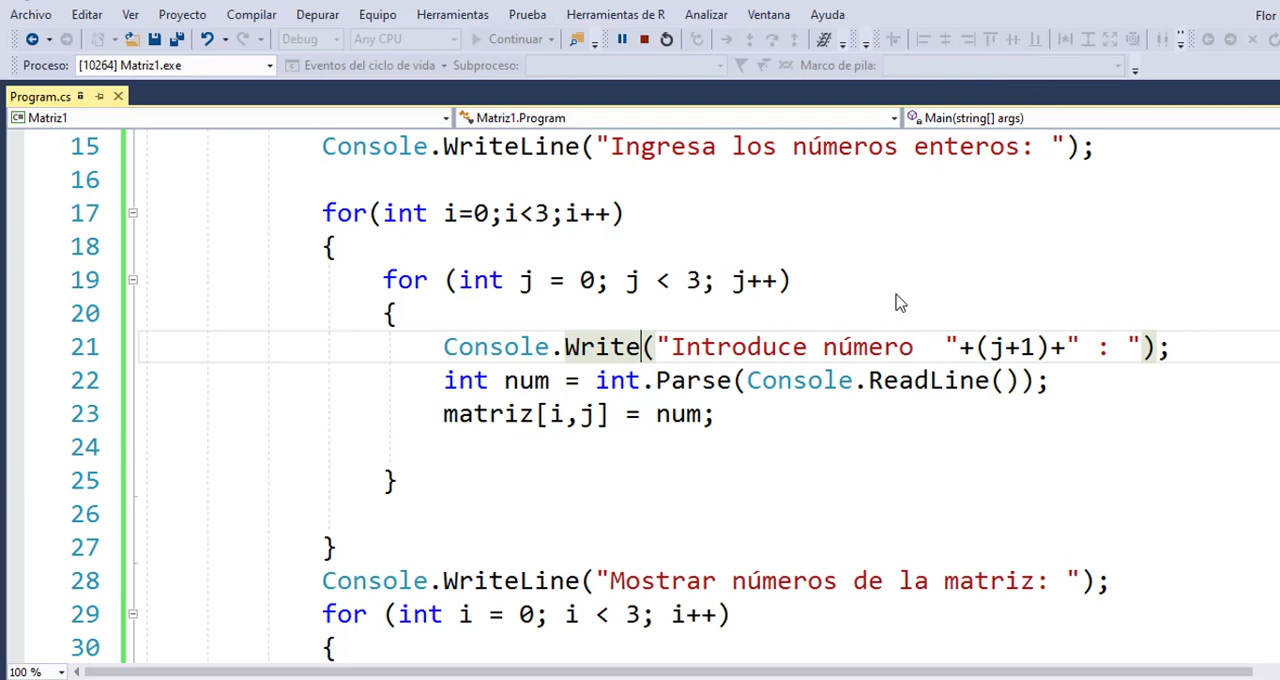 Archivo Editar Ver Proyecto Compilar Depurar Equipo Herramientas Prueba Herramientas de R Analizar Ventana Ayuda Flor
Debug Any CPU Continuar
Proceso: [10264] Matriz1.exe Eventos del ciclo de vida Subproceso: Marco de pila:
Program.cs
C# Matriz1 Matriz1.Program Main(string[] args)
15 Console.WriteLine("Ingresa los números enteros: ");
16
17 for(int i=0;i<3;i++)
18 {
19 for (int j = 0; j < 3; j++)
20 {
21 Console.Write("Introduce número  "+(j+1)+" : ");
22 int num = int.Parse(Console.ReadLine());
23 matriz[i,j] = num;
24
25 }
26
27 }
28 Console.WriteLine("Mostrar números de la matriz: ");
29 for (int i = 0; i < 3; i++)
30 {
100 %